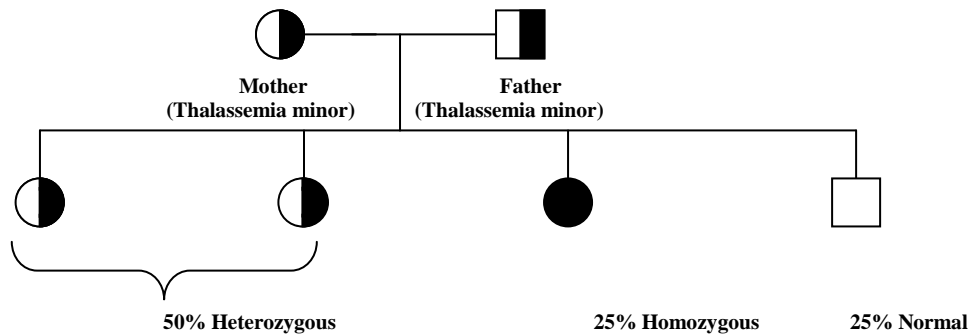 Mother
(Thalassemia minor)
Father
(Thalassemia minor)
50% Heterozygous
25% Homozygous
25% Normal